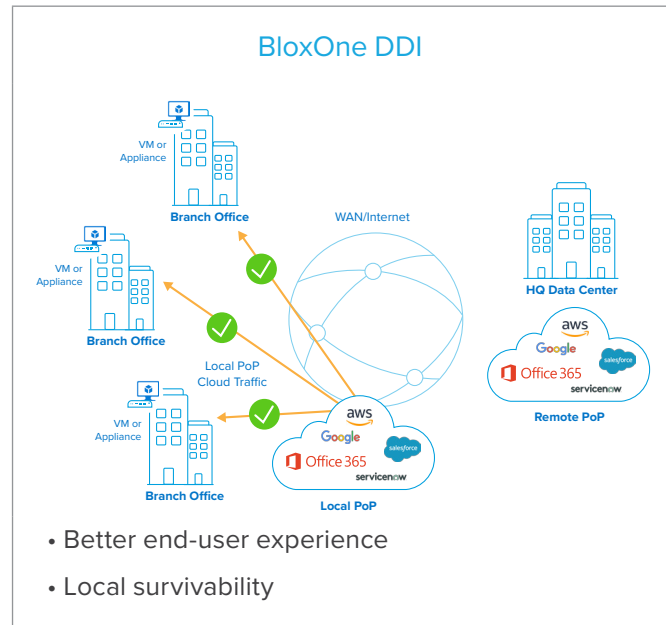 BloxOne DDI
VM or
Appliance
Branch Office
WAN/Internet
VM or
Appliance
Branch Office
HQ Data Center
aws
Google
salesforce
Office 365
servicenow
Remote PoP
Local PoP
Cloud Traffic
VM or
Appliance
Branch Office
aws
Google
salesforce
Office 365
servicenow
Local PoP
• Better end-user experience
• Local survivability